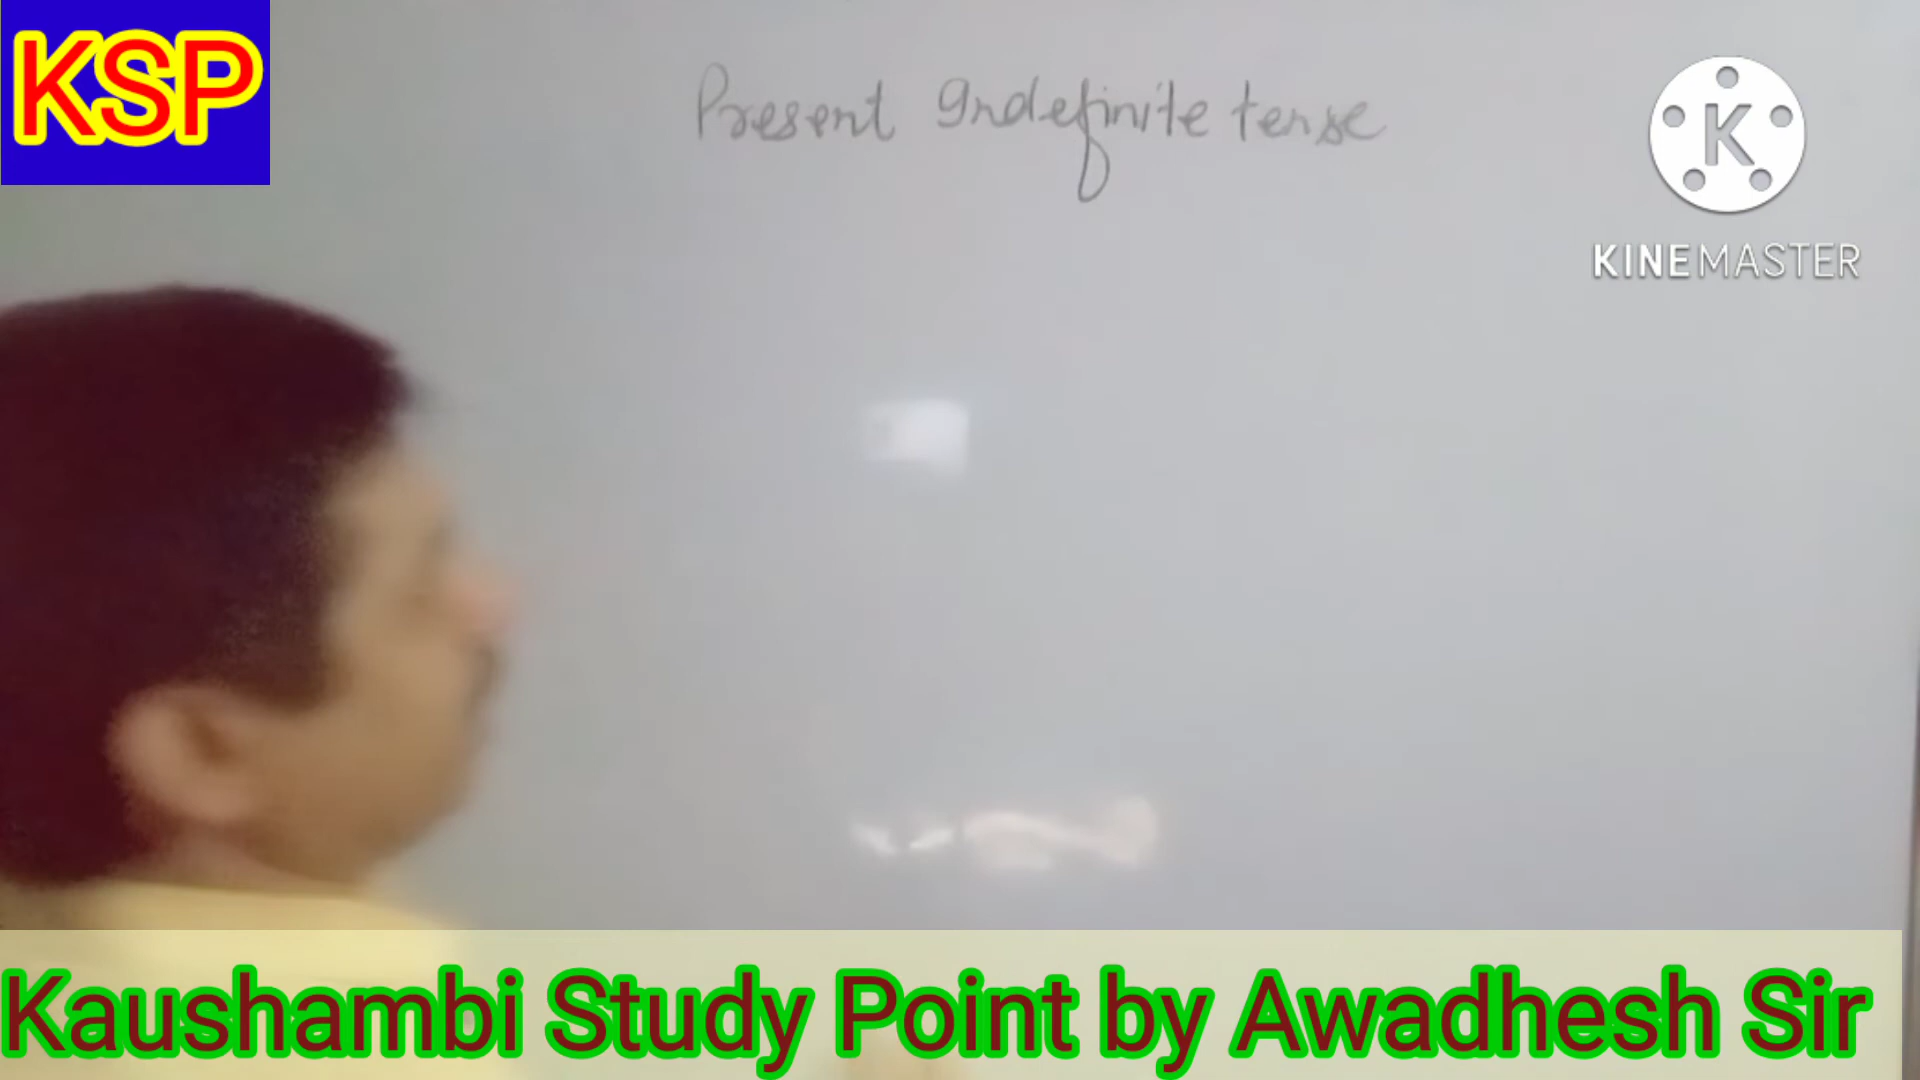 KSP
Present Indefinite tense
K
KINEMASTER
Kaushambi Study Point by Awadhesh Sir